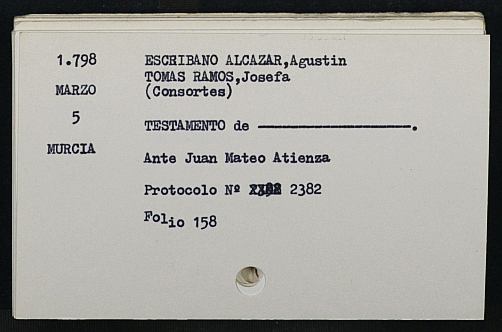 1.798
MARZO
5
MURCIA
ESCRIBANO ALCAZAR,Agustin
TOMAS RAMOS,Josefa
(Consortes)
TESTAMENTO de ————————————.
Ante Juan Mateo Atienza
Protocolo Nº 2382
Folio 158